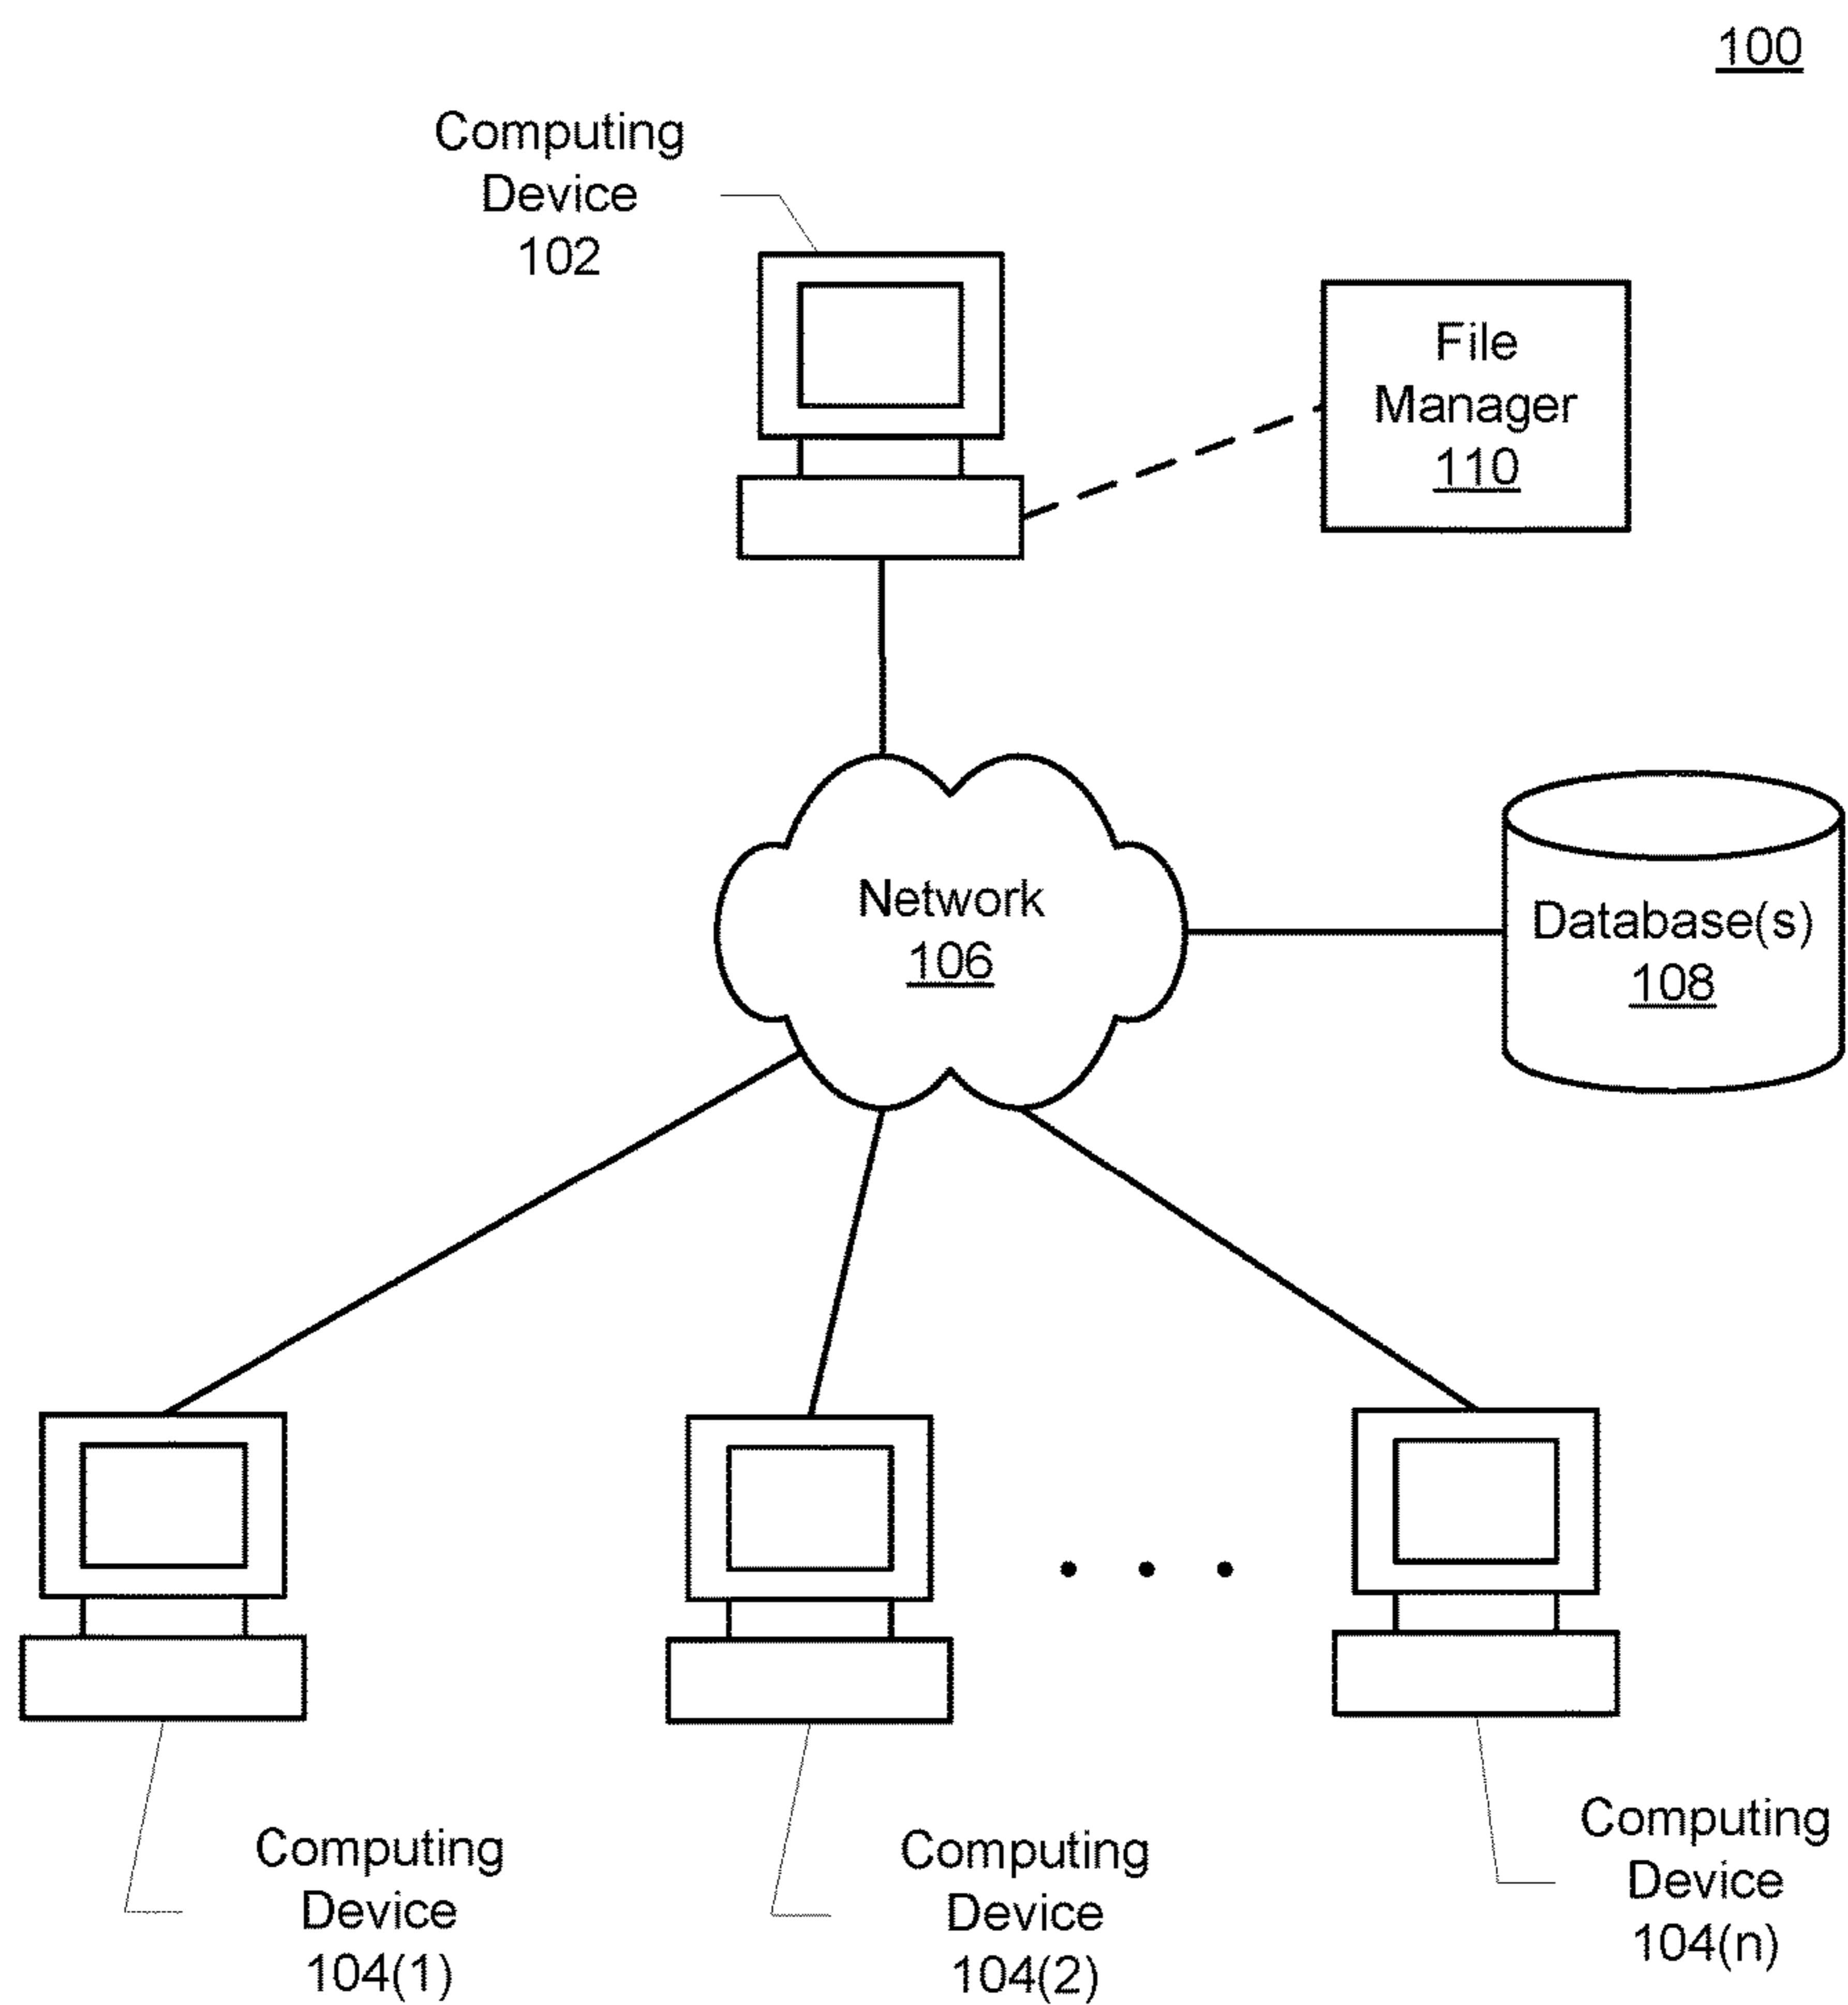 100
Computing
Device
102
File
Manager
110
Network
106
Database(s)
108
Computing
Device
104(1)
Computing
Device
104(2)
Computing
Device
104(n)